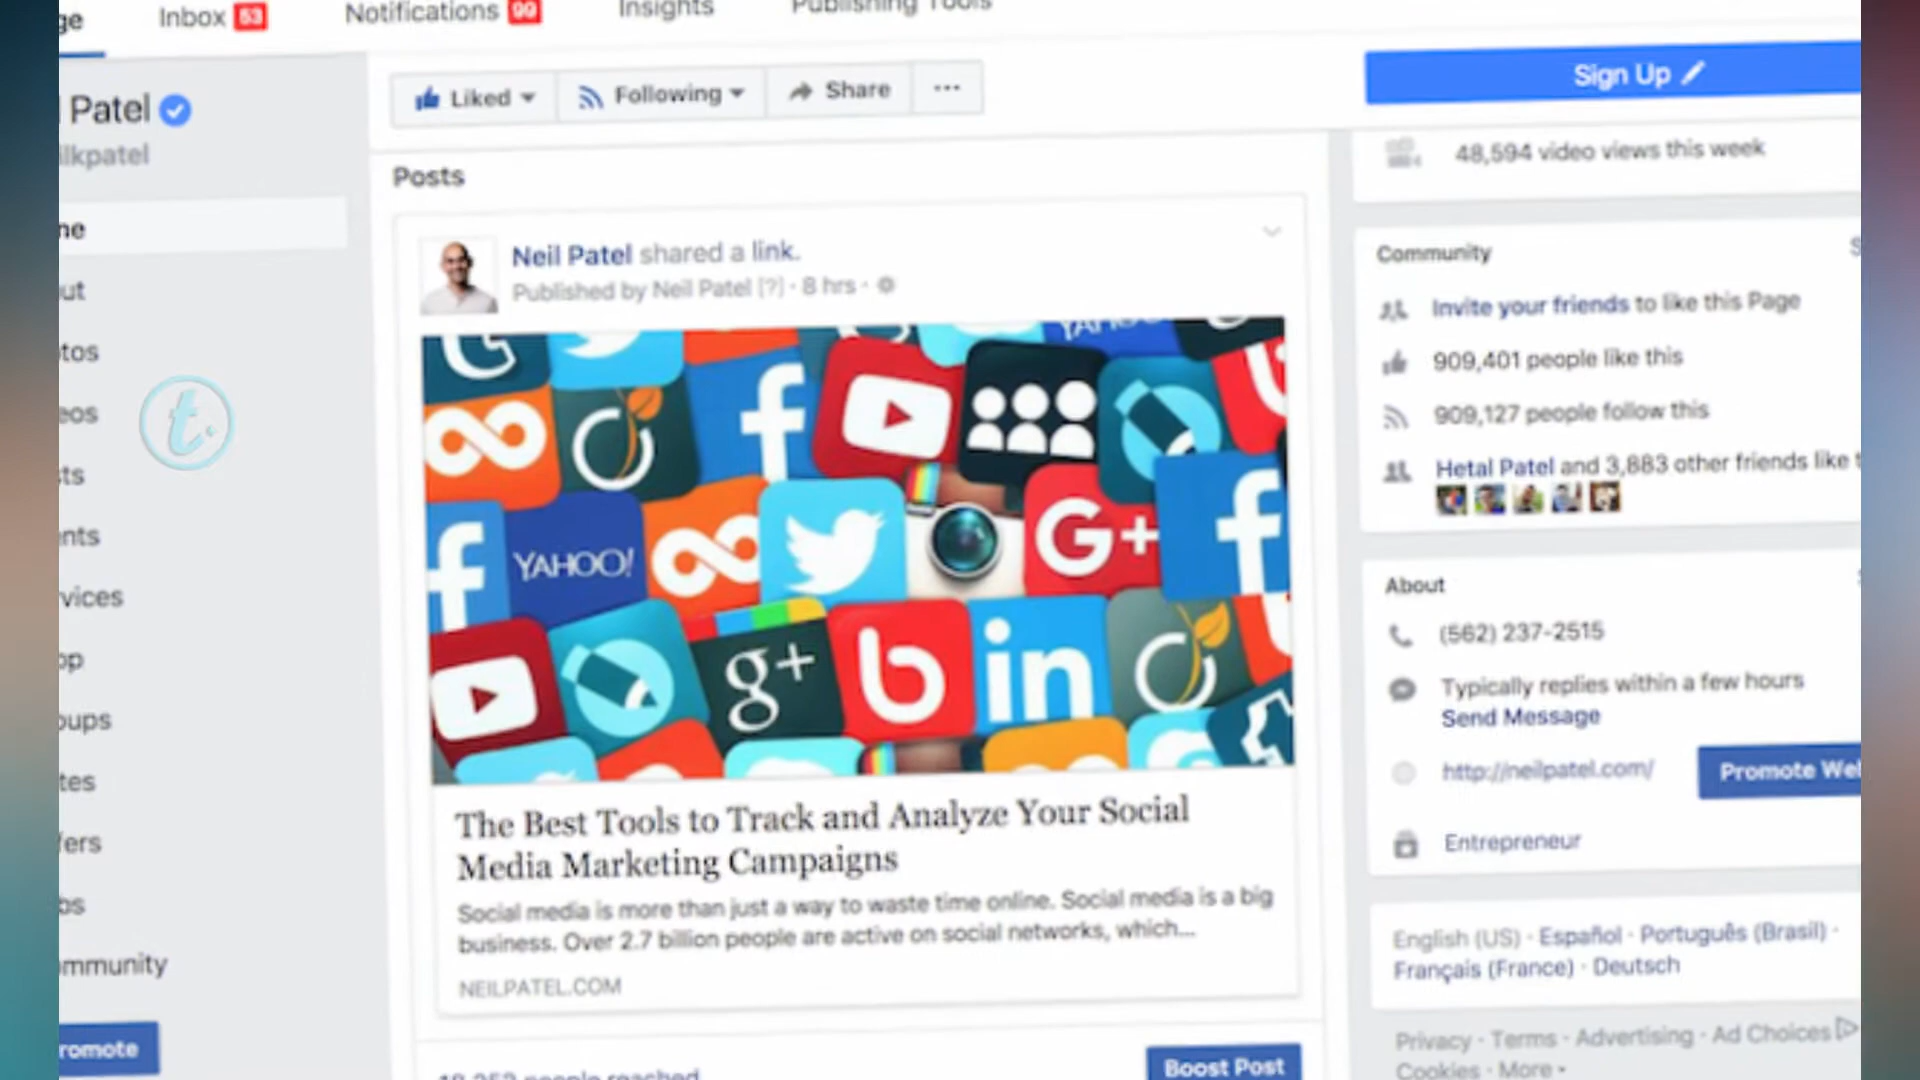 Inbox 53
Notifications 99
Insights
Publishing Tools
Patel
ilkpatel
Liked
Following
Share
Sign Up
48,594 video views this week
Posts
Neil Patel shared a link.
Published by Neil Patel [?] · 8 hrs ·
YAHOO!
G+
YAHOO!
g+
in
The Best Tools to Track and Analyze Your Social
Media Marketing Campaigns
Social media is more than just a way to waste time online. Social media is a big
business. Over 2.7 billion people are active on social networks, which...
NEILPATEL.COM
Boost Post
Community
Invite your friends to like this Page
909,401 people like this
909,127 people follow this
Hetal Patel and 3,883 other friends like
About
(562) 237-2515
Typically replies within a few hours
Send Message
http://neilpatel.com/
Promote
Entrepreneur
English (US) · Español · Português (Brasil) ·
Français (France) · Deutsch
Privacy · Terms · Advertising · Ad Choices
Cookies · More